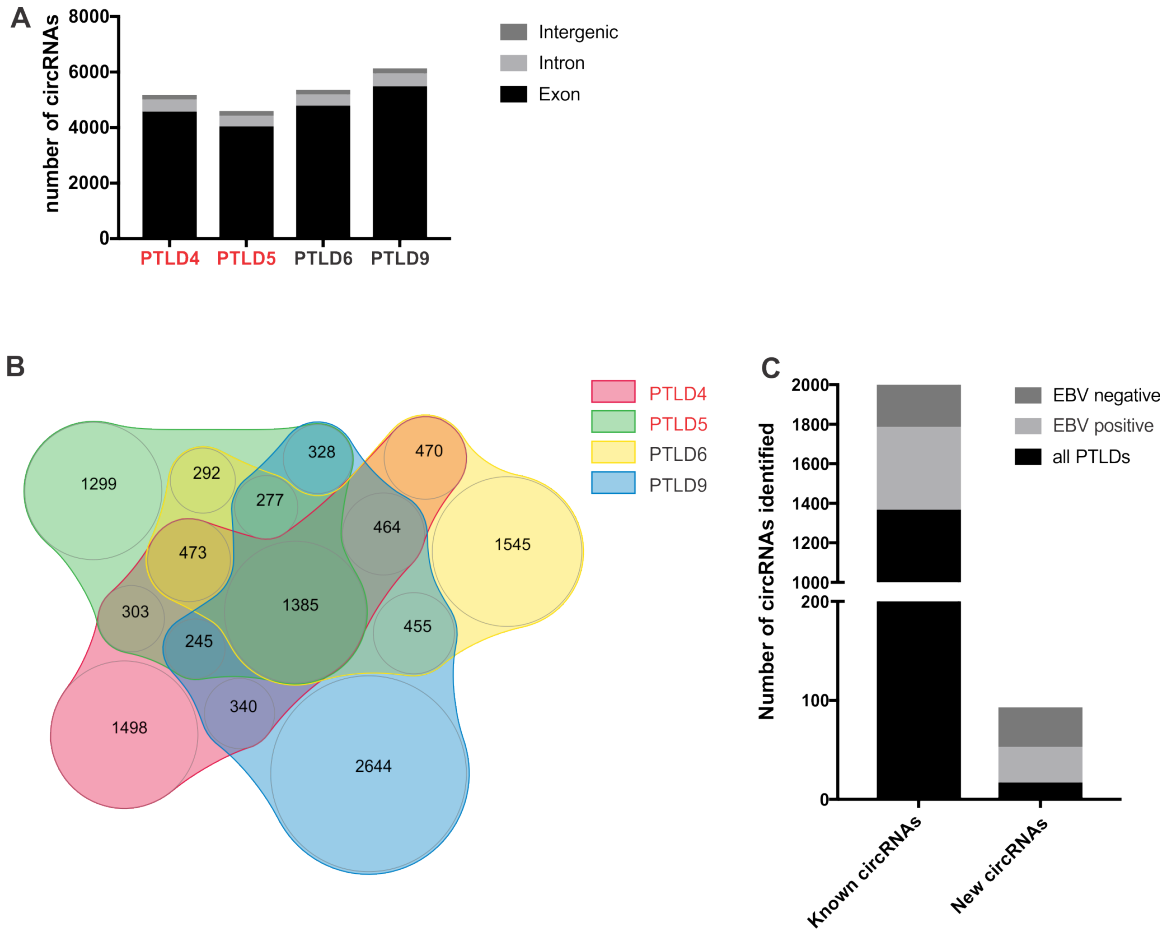 A
number of circRNAs
8000
6000
4000
2000
0
PTLD4 PTLD5 PTLD6 PTLD9
Intergenic
Intron
Exon
B
PTLD4
PTLD5
PTLD6
PTLD9
1299
292
328
470
277
473
464
1545
303
1385
245
455
340
1498
2644
C
Number of circRNAs identified
2000
1800
1600
1400
1200
1000
200
100
0
Known circRNAs
New circRNAs
EBV negative
EBV positive
all PTLDs